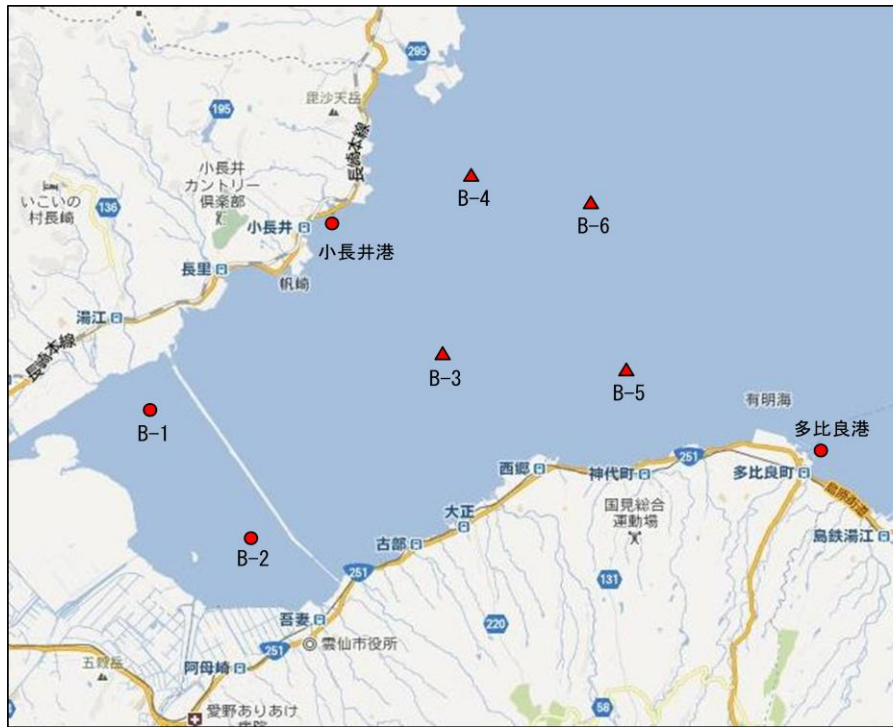 295
毘沙天岳
195
長崎本線
小長井
カントリー
倶楽部
いこいの
村長崎
136
B-4
B-6
小長井
小長井港
長里
帆崎
湯江
長崎本線
B-3
B-5
有明海
B-1
多比良港
251
西郷
神代町
多比良町
国見総合
運動場
島原街道
大正
島鉄湯江
B-2
古部
251
131
吾妻
220
雲仙市役所
251
五穀岳
阿母崎
58
愛野ありあけ
病院